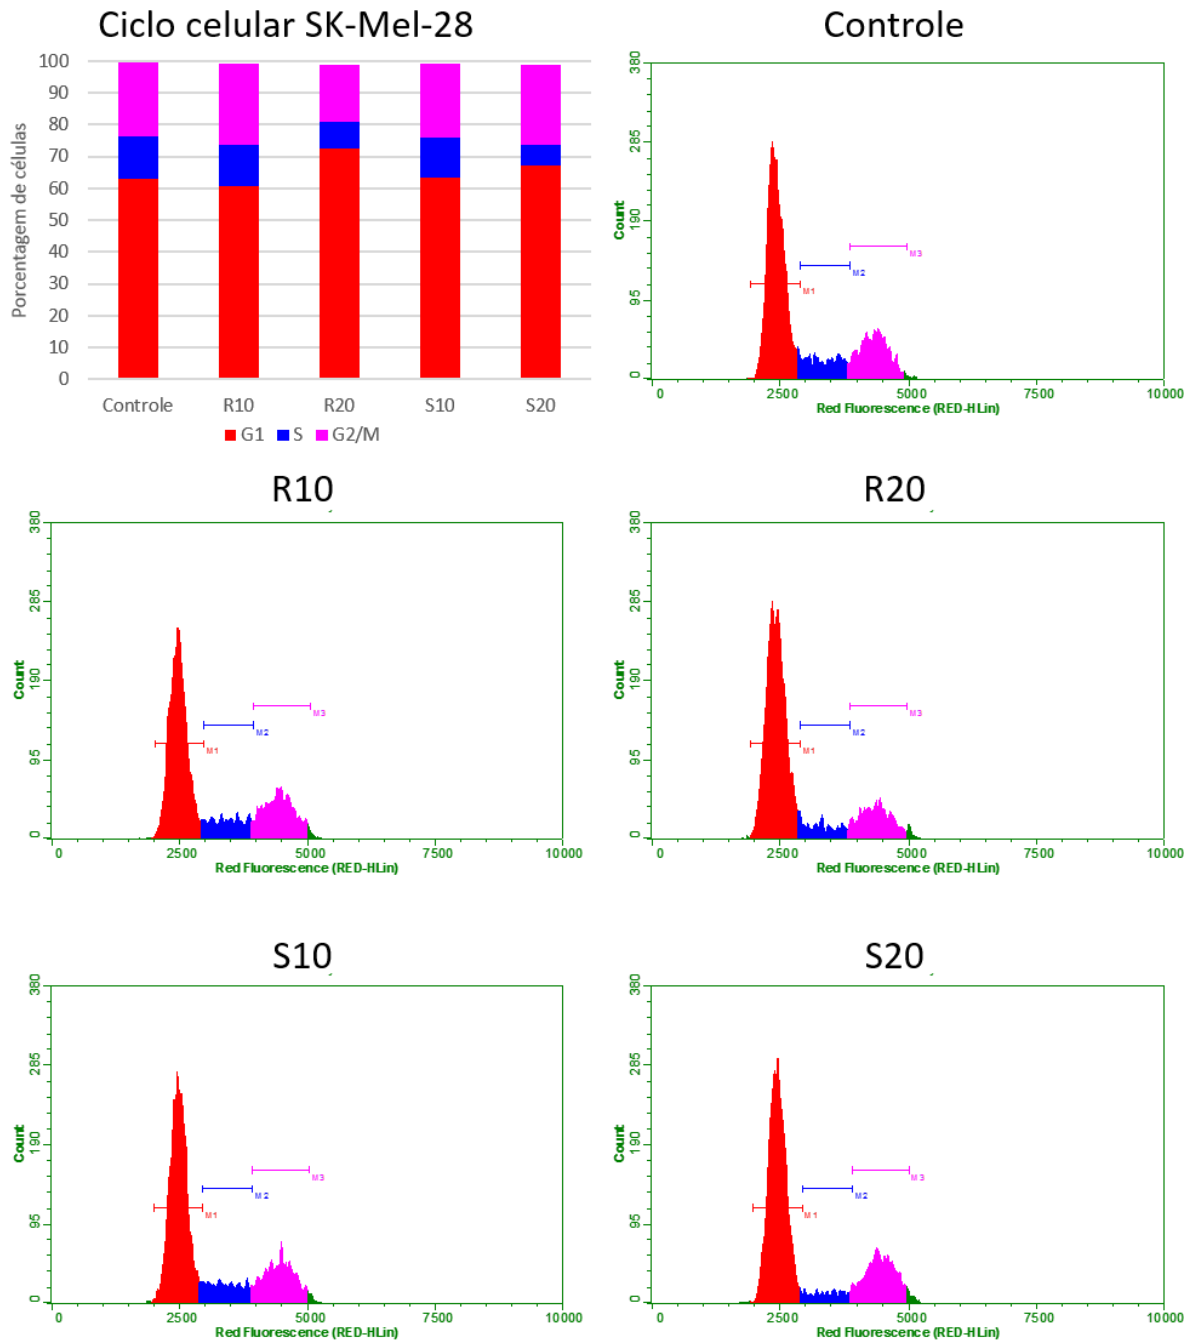 Ciclo celular SK-Mel-28
Porcentagem de células
100
90
80
70
60
50
40
30
20
10
0
Controle R10 R20 S10 S20
G1 S G2/M
Controle
Count
380
285
190
95
0
M3
M2
M1
0 2500 5000 7500 10000
Red Fluorescence (RED-HLin)
R10
Count
380
285
190
95
0
M3
M2
M1
0 2500 5000 7500 10000
Red Fluorescence (RED-HLin)
R20
Count
380
285
190
95
0
M3
M2
M1
0 2500 5000 7500 10000
Red Fluorescence (RED-HLin)
S10
Count
380
285
190
95
0
M3
M2
M1
0 2500 5000 7500 10000
Red Fluorescence (RED-HLin)
S20
Count
380
285
190
95
0
M3
M2
M1
0 2500 5000 7500 10000
Red Fluorescence (RED-HLin)